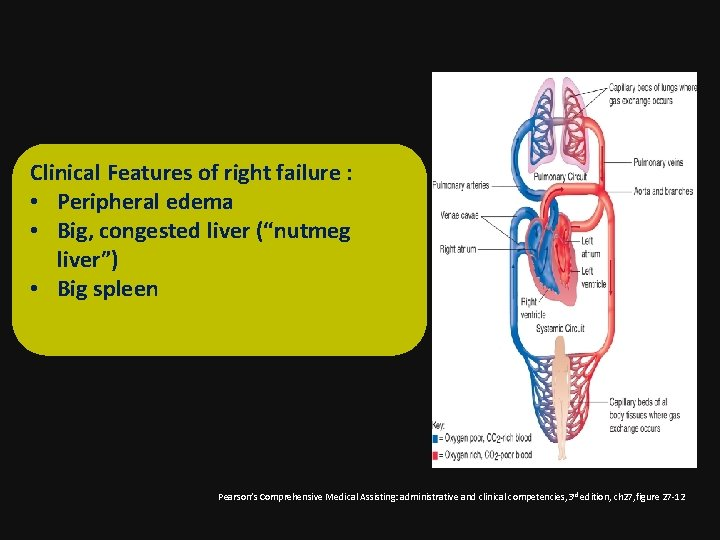 Clinical Features of right failure :
• Peripheral edema
• Big, congested liver (“nutmeg
liver”)
• Big spleen
Capillary beds of lungs where
gas exchange occurs
Pulmonary Circuit
Pulmonary veins
Pulmonary arteries
Aorta and branches
Venae cavae
Right atrium
Left
atrium
Left
ventricle
Right
ventricle
Systemic Circuit
Capillary beds of al
body tissues where gas
exchange occurs
Key:
= Oxygen poor, CO2-rich blood
= Oxygen rich, CO2-poor blood
Pearson's Comprehensive Medical Assisting: administrative and clinical competencies, 3rd edition, ch27, figure 27-12